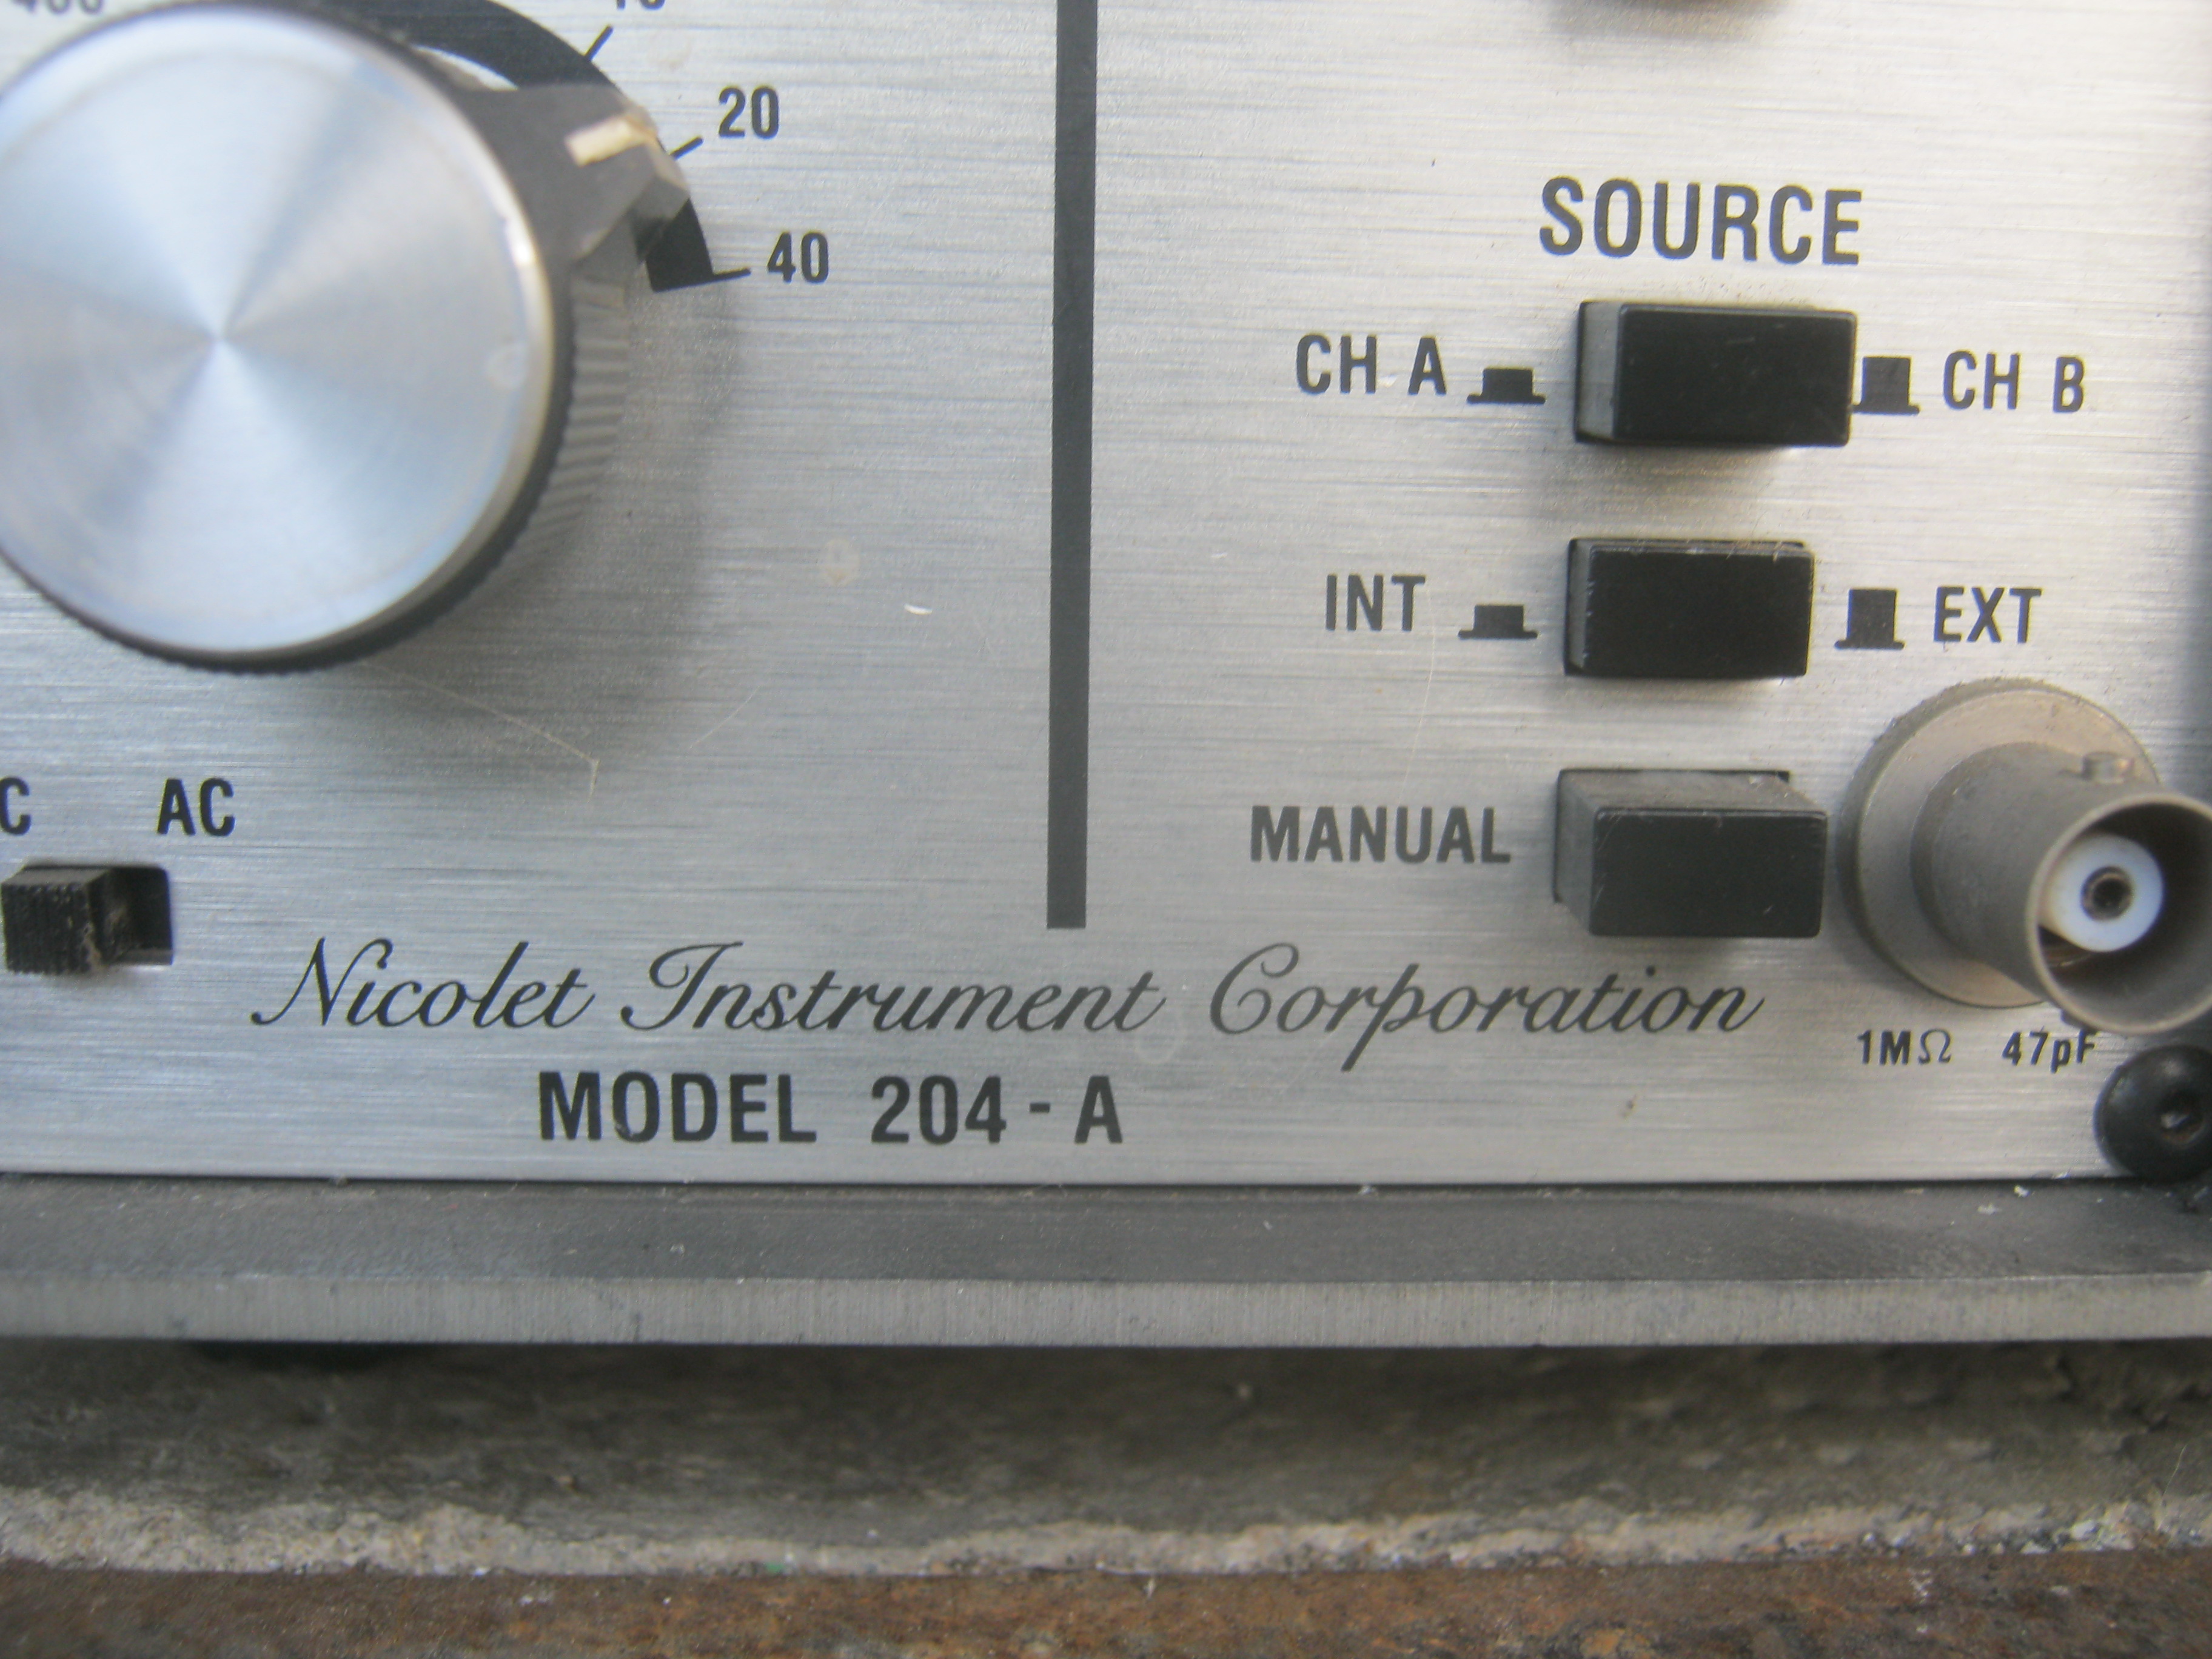 20
40
SOURCE
CH A CH B
INT EXT
MANUAL
AC
Nicolet Instrument Corporation
1MΩ 47pF
MODEL 204 - A